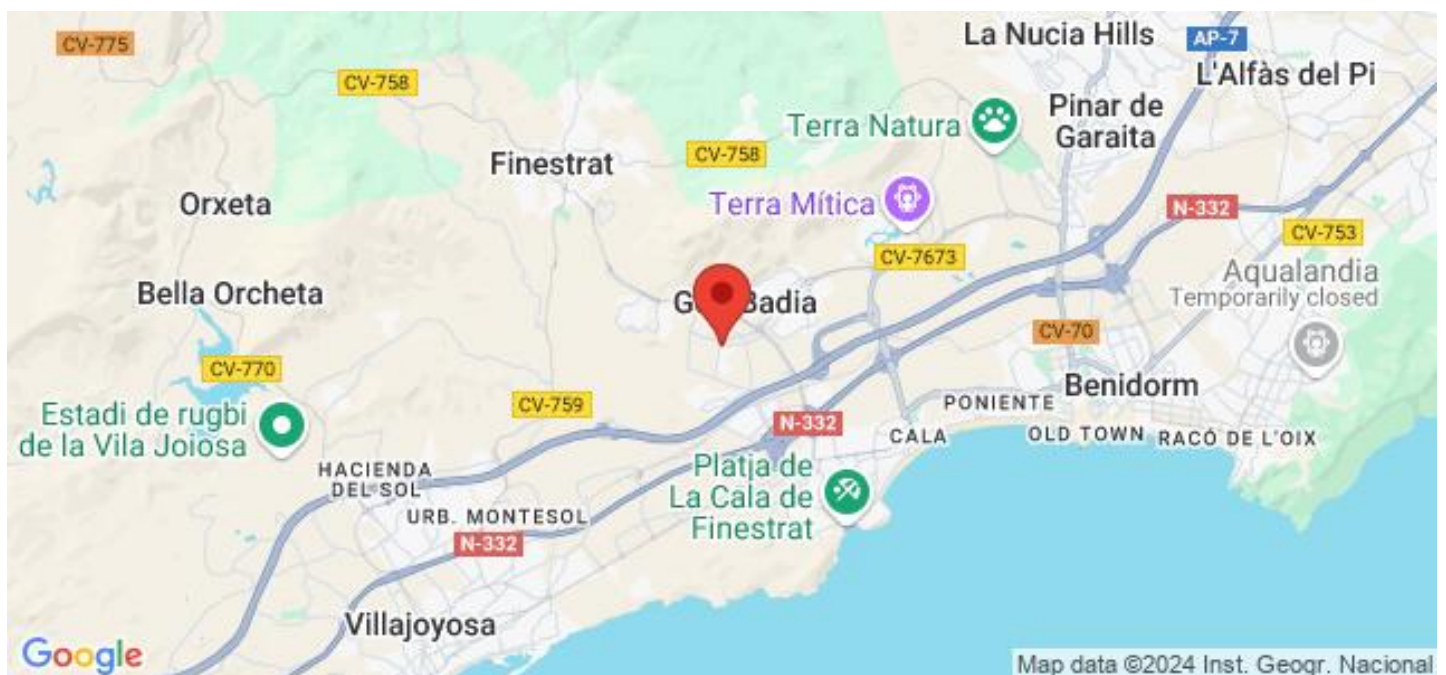 CV-775
CV-758
La Nucia Hills
AP-7
L'Alfàs del Pi
Terra Natura
Pinar de
Garaita
Finestrat
CV-758
Orxeta
Terra Mítica
N-332
CV-753
CV-7673
Bella Orcheta
Badia
Aqualandia
Temporarily closed
CV-70
CV-770
Benidorm
Estadi de rugbi
de la Vila Joiosa
CV-759
PONIENTE
N-332
CALA
OLD TOWN
RACÓ DE L'OIX
HACIENDA
DEL SOL
Platja de
La Cala de
Finestrat
URB. MONTESOL
N-332
Villajoyosa
Google
Map data ©2024 Inst. Geogr. Nacional